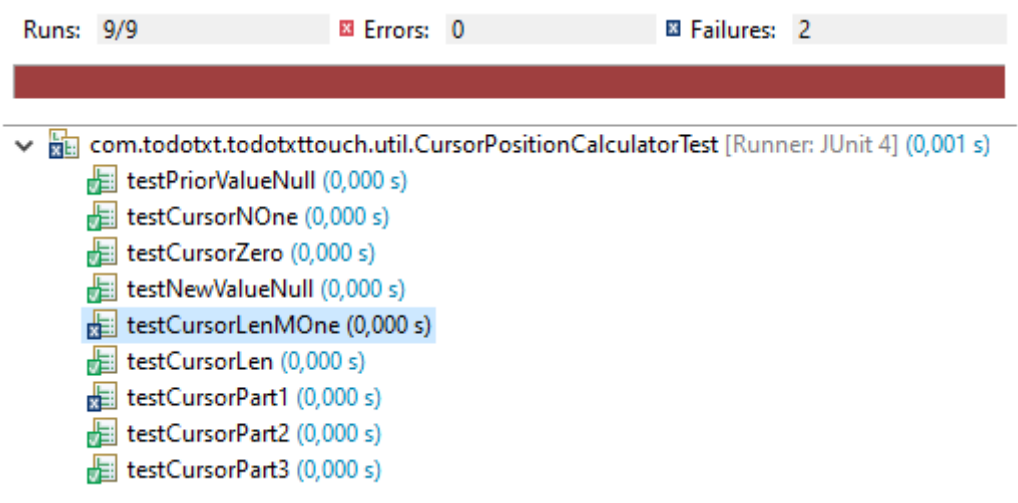 Runs: 9/9 Errors: 0 Failures: 2
com.todotxt.todotxttouch.util.CursorPositionCalculatorTest [Runner: JUnit 4] (0,001 s)
testPriorValueNull (0,000 s)
testCursorNOne (0,000 s)
testCursorZero (0,000 s)
testNewValueNull (0,000 s)
testCursorLenMOne (0,000 s)
testCursorLen (0,000 s)
testCursorPart1 (0,000 s)
testCursorPart2 (0,000 s)
testCursorPart3 (0,000 s)